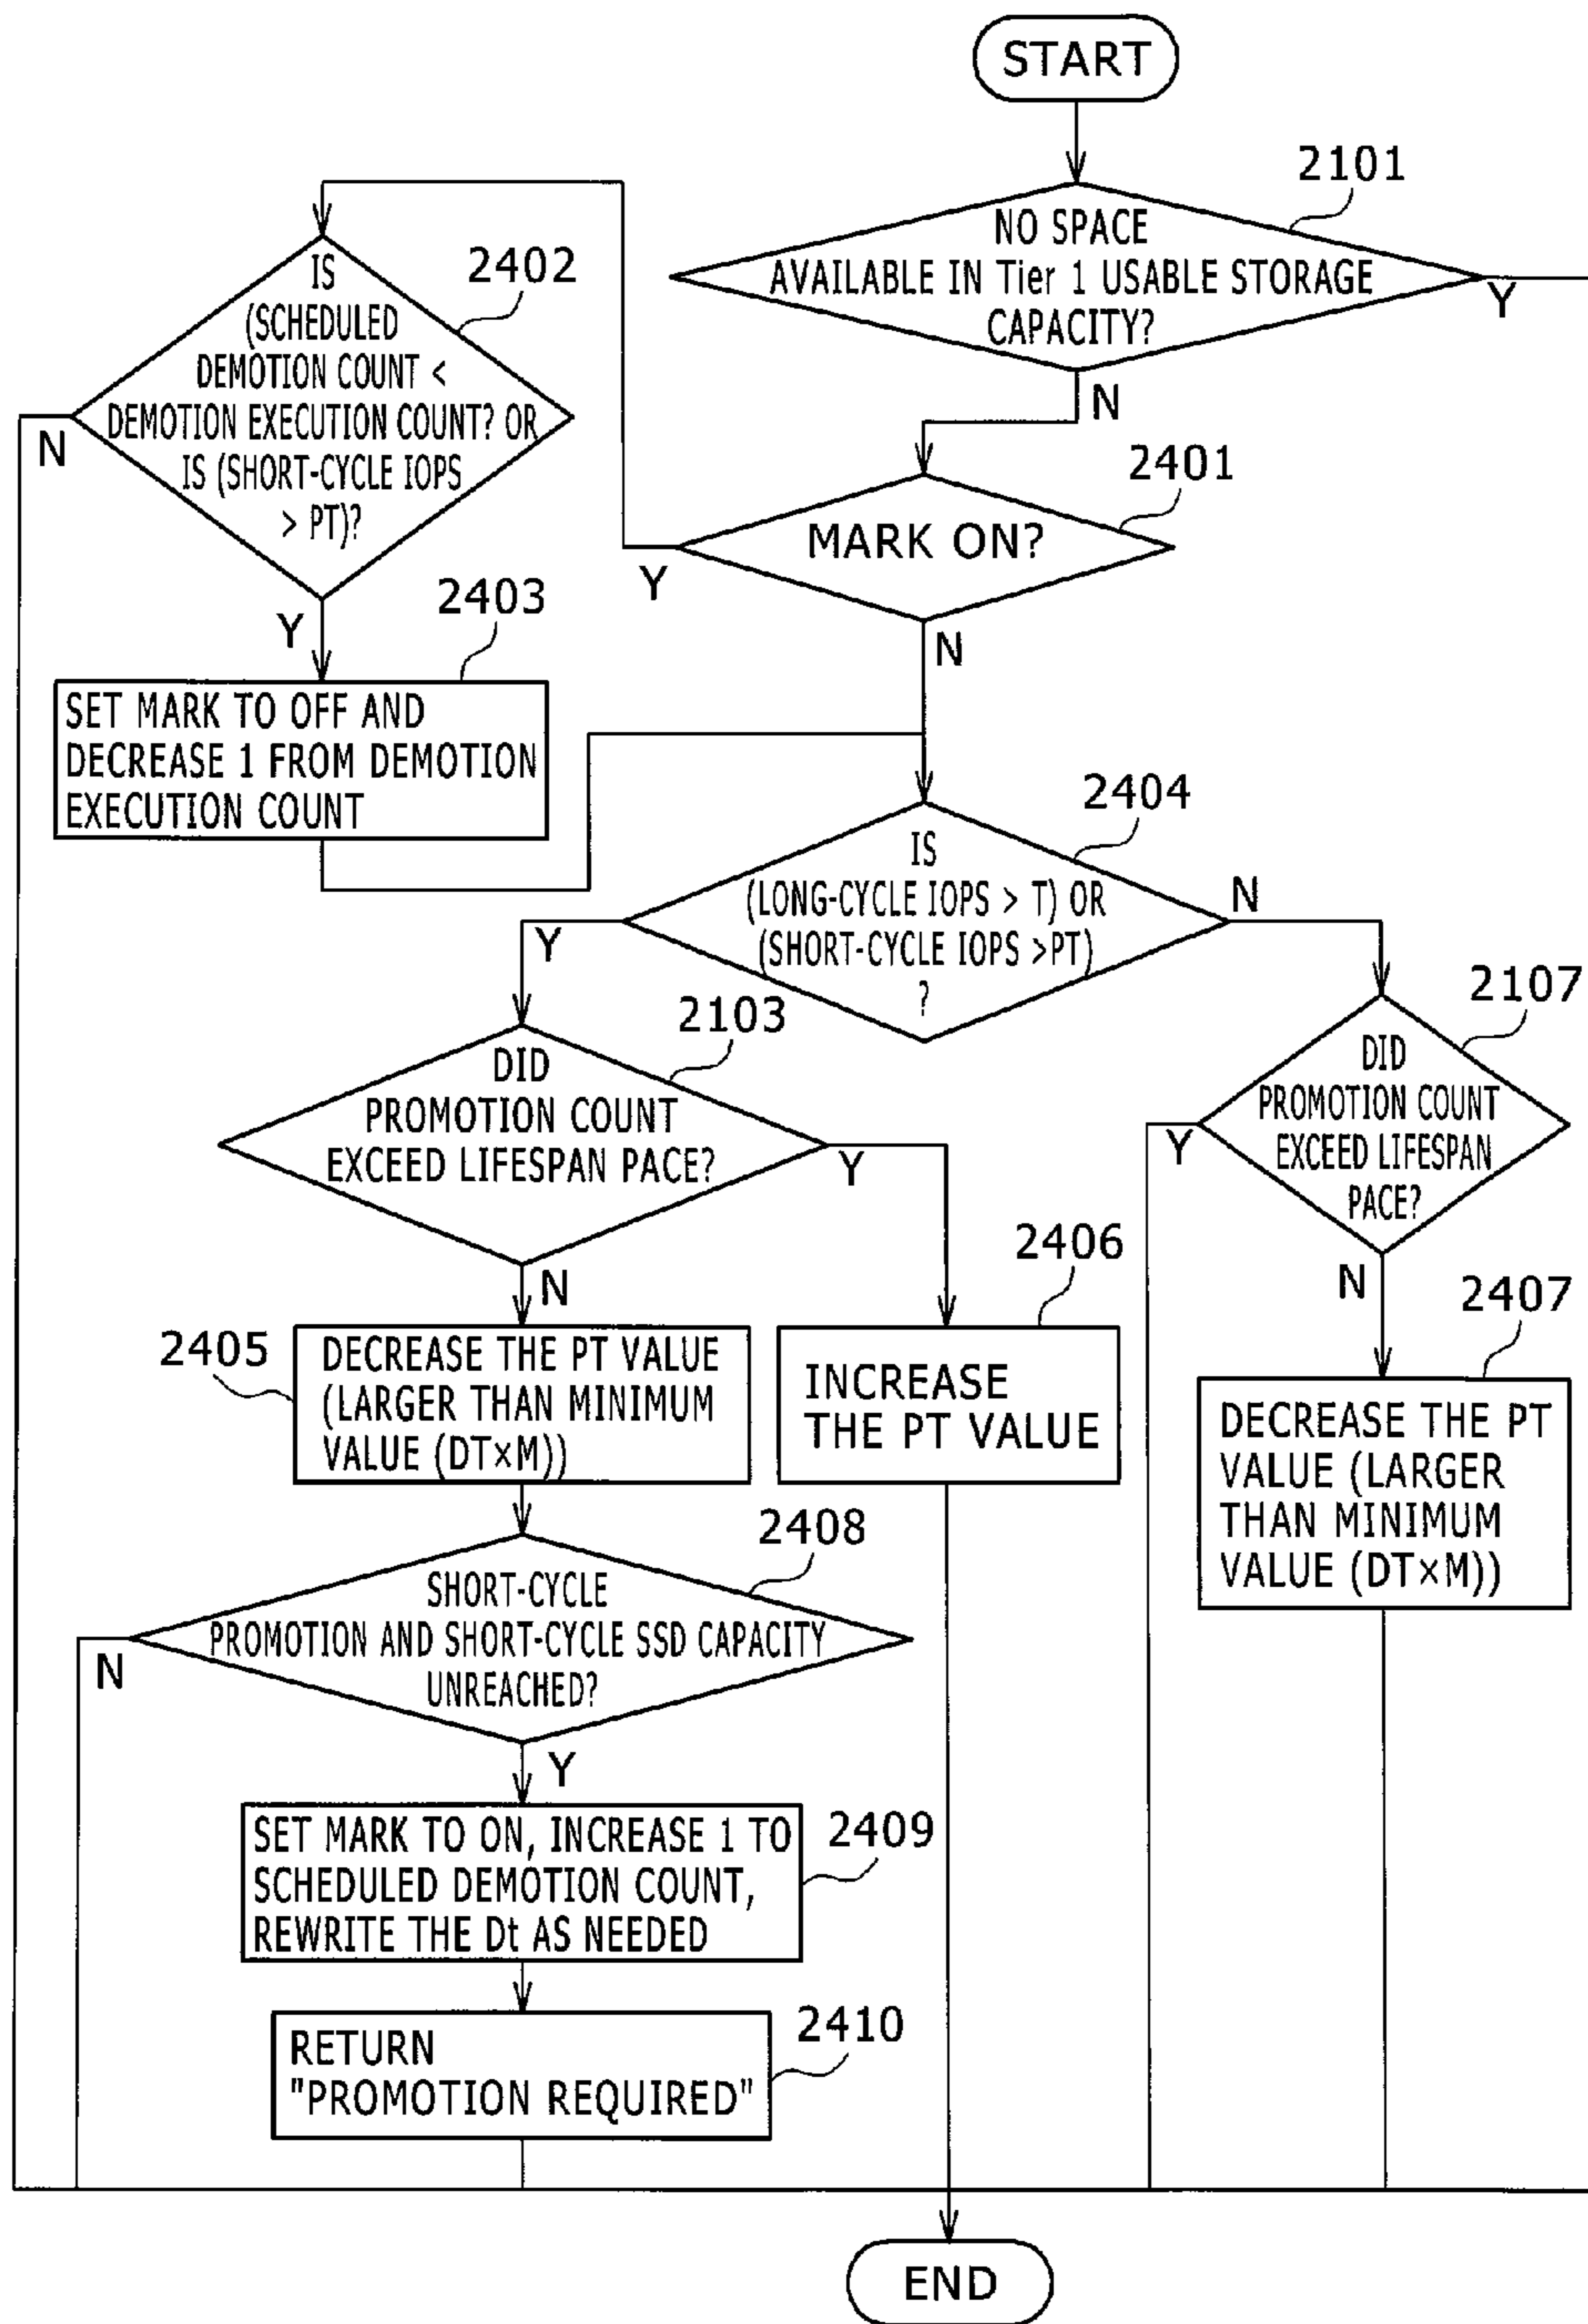 START
2101
NO SPACE
AVAILABLE IN Tier 1 USABLE STORAGE
CAPACITY?
Y
N
2402
IS
(SCHEDULED
DEMOTION COUNT <
DEMOTION EXECUTION COUNT? OR
IS (SHORT-CYCLE IOPS
> PT)?
N
Y
2401
MARK ON?
Y
N
2403
SET MARK TO OFF AND
DECREASE 1 FROM DEMOTION
EXECUTION COUNT
2404
IS
(LONG-CYCLE IOPS > T) OR
(SHORT-CYCLE IOPS >PT)
?
Y
N
2103
DID
PROMOTION COUNT
EXCEED LIFESPAN PACE?
Y
N
2107
DID
PROMOTION COUNT
EXCEED LIFESPAN
PACE?
Y
N
2405
DECREASE THE PT VALUE
(LARGER THAN MINIMUM
VALUE (DT×M))
2406
INCREASE
THE PT VALUE
2407
DECREASE THE PT
VALUE (LARGER
THAN MINIMUM
VALUE (DT×M))
2408
SHORT-CYCLE
PROMOTION AND SHORT-CYCLE SSD CAPACITY
UNREACHED?
N
Y
2409
SET MARK TO ON, INCREASE 1 TO
SCHEDULED DEMOTION COUNT,
REWRITE THE Dt AS NEEDED
2410
RETURN
"PROMOTION REQUIRED"
END